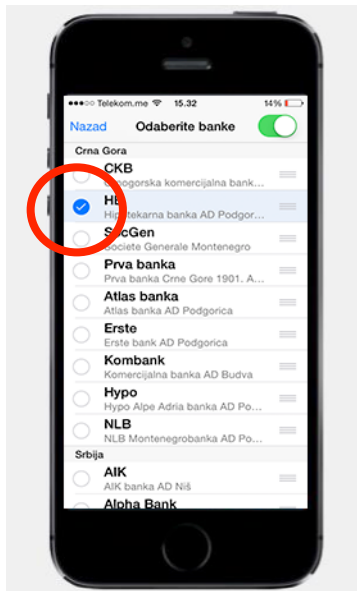 Telekom.me 15.32 14%
Nazad Odaberite banke
Crna Gora
CKB
Crnogorska komercijalna bank...
HB
Hipotekarna banka AD Podgor...
SocGen
Societe Generale Montenegro
Prva banka
Prva banka Crne Gore 1901. A...
Atlas banka
Atlas banka AD Podgorica
Erste
Erste bank AD Podgorica
Kombank
Komercijalna banka AD Budva
Hypo
Hypo Alpe Adria banka AD Po...
NLB
NLB Montenegrobanka AD Po...
Srbija
AIK
AIK banka AD Niš
Alpha Bank